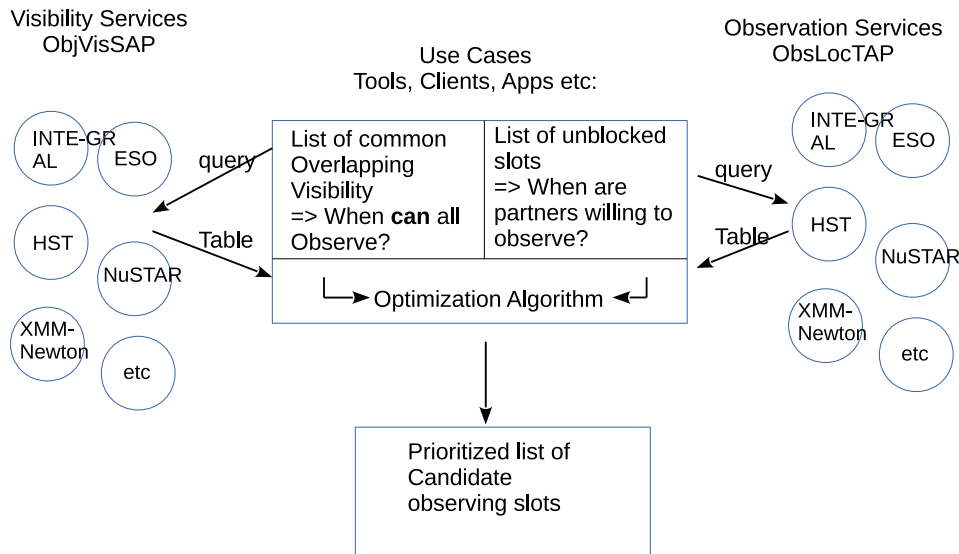 Visibility Services
ObjVisSAP
INTE-GR
AL
ESO
HST
NuSTAR
XMM-
Newton
etc
query
Table
Use Cases
Tools, Clients, Apps etc:
List of common
Overlapping
Visibility
=> When can all
Observe?
List of unblocked
slots
=> When are
partners willing to
observe?
Optimization Algorithm
Prioritized list of
Candidate
observing slots
query
Table
Observation Services
ObsLocTAP
INTE-GR
AL
ESO
HST
NuSTAR
XMM-
Newton
etc